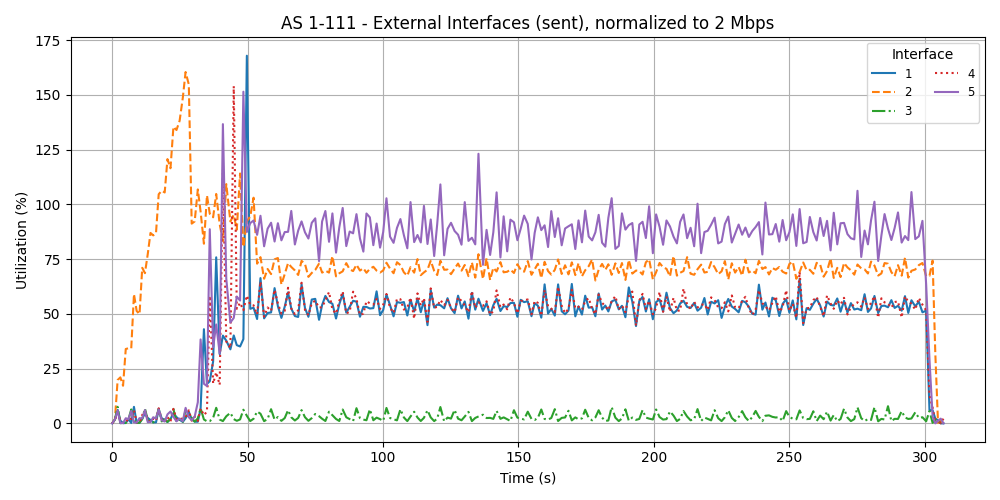 AS 1-111 - External Interfaces (sent), normalized to 2 Mbps
175
150
125
100
75
50
25
0
Utilization (%)
Interface
1
2
3
4
5
0 50 100 150 200 250 300
Time (s)